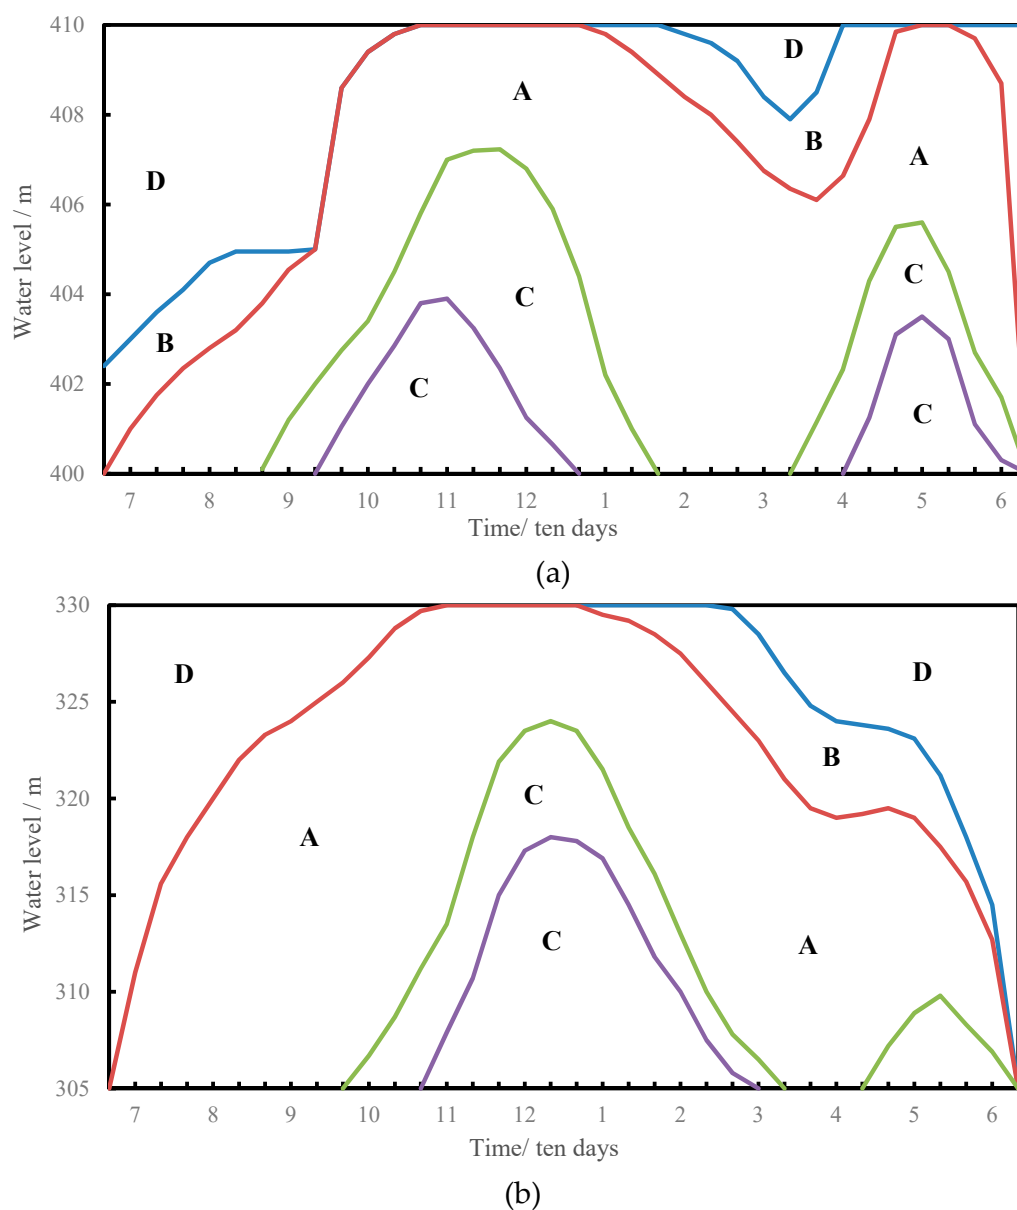 410
408
406
404
402
400
Water level / m
D
A
D
B
A
B
C
C
C
C
7 8 9 10 11 12 1 2 3 4 5 6
Time/ ten days
(a)
330
325
320
315
310
305
Water level / m
D
D
B
C
A
C
A
7 8 9 10 11 12 1 2 3 4 5 6
Time/ ten days
(b)